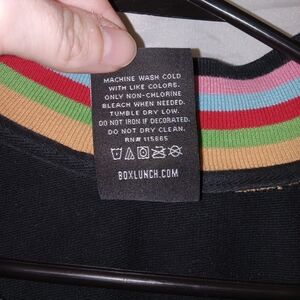 MACHINE WASH COLD
WITH LIKE COLORS.
ONLY NON-CHLORINE
BLEACH WHEN NEEDED.
TUMBLE DRY LOW.
DO NOT IRON IF DECORATED.
DO NOT DRY CLEAN.
RN# 115665
BOXLUNCH.COM